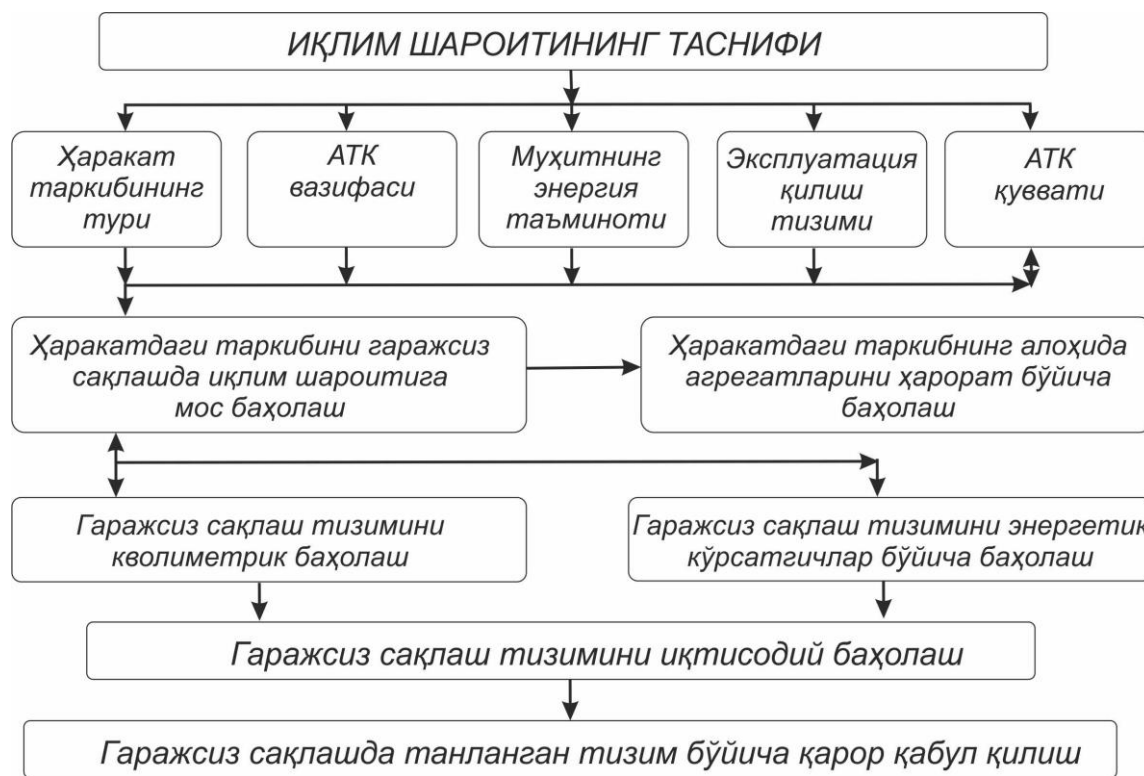 ИҚЛИМ ШАРОИТИНИНГ ТАСНИФИ
Ҳаракат
таркибининг
тури
АТК
вазифаси
Муҳитнинг
энергия
таъминоти
Эксплуатация
қилиш
тизими
АТК
қуввати
Ҳаракатдаги таркибини гаражсиз
сақлашда иқлим шароитига
мос баҳолаш
Ҳаракатдаги таркибнинг алоҳида
агрегатларини ҳарорат бўйича
баҳолаш
Гаражсиз сақлаш тизимини
кволиметрик баҳолаш
Гаражсиз сақлаш тизимини энергетик
кўрсатгичлар бўйича баҳолаш
Гаражсиз сақлаш тизимини иқтисодий баҳолаш
Гаражсиз сақлашда танланган тизим бўйича қарор қабул қилиш